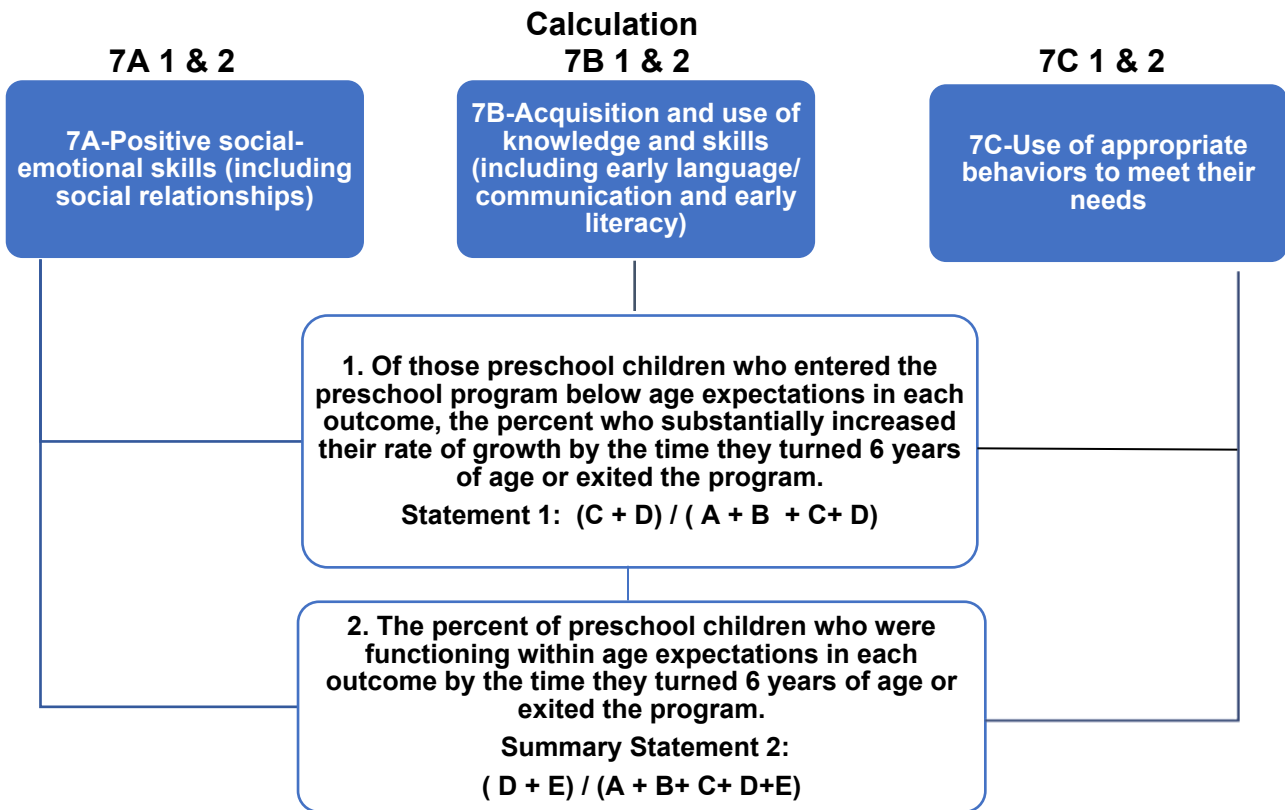 Calculation
7A 1 & 2
7B 1 & 2
7C 1 & 2
7A-Positive social-
emotional skills (including
social relationships)
7B-Acquisition and use of
knowledge and skills
(including early language/
communication and early
literacy)
7C-Use of appropriate
behaviors to meet their
needs
1. Of those preschool children who entered the
preschool program below age expectations in each
outcome, the percent who substantially increased
their rate of growth by the time they turned 6 years
of age or exited the program.
Statement 1:  (C + D) / ( A + B  + C+ D)
2. The percent of preschool children who were
functioning within age expectations in each
outcome by the time they turned 6 years of age or
exited the program.
Summary Statement 2:
( D + E) / (A + B+ C+ D+E)